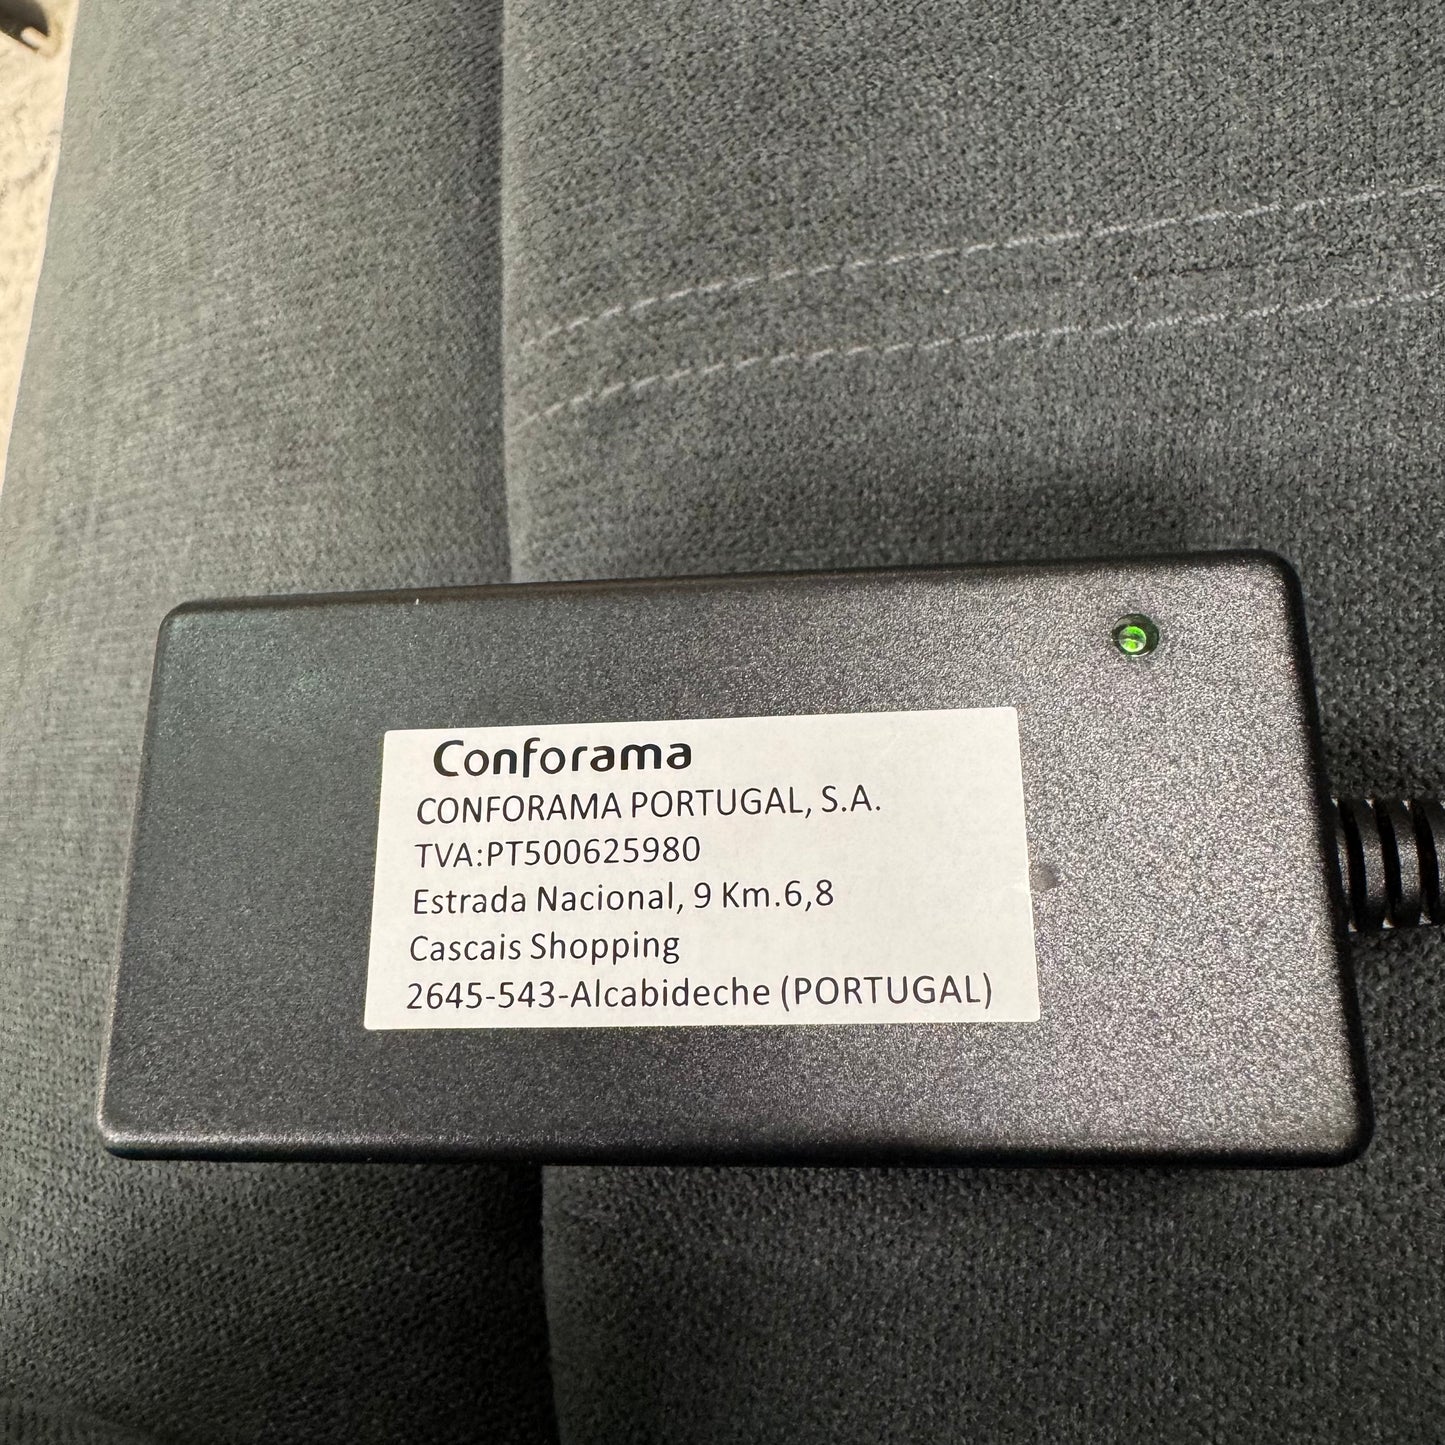 Conforama
CONFORAMA PORTUGAL, S.A.
TVA:PT500625980
Estrada Nacional, 9 Km.6,8
Cascais Shopping
2645-543-Alcabideche (PORTUGAL)